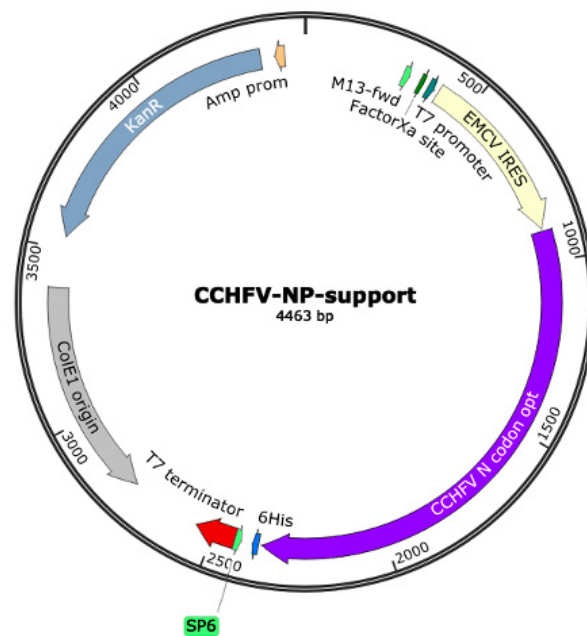 Amp prom
4000
KanR
M13-fwd
FactorXa site
T7 promoter
500
EMCV IRES
1000
3500
CCHFV-NP-support
4463 bp
ColE1 origin
3000
CCHFV N codon opt
1500
T7 terminator
6His
2000
2500
SP6